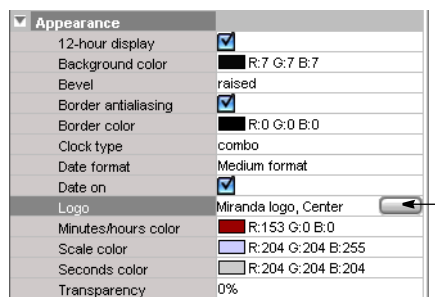 Appearance
12-hour display
Background color R:7 G:7 B:7
Bevel raised
Border antialiasing
Border color R:0 G:0 B:0
Clock type combo
Date format Medium format
Date on
Logo Miranda logo, Center
Minutes/hours color R:153 G:0 B:0
Scale color R:204 G:204 B:255
Seconds color R:204 G:204 B:204
Transparency 0%